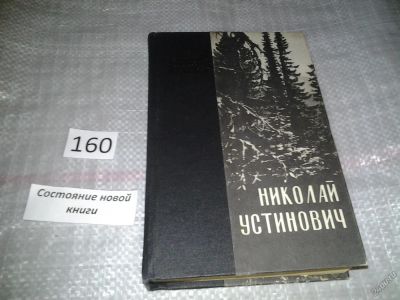 160
Состояние новой
книги
НИКОЛАЙ
УСТИНОВИЧ